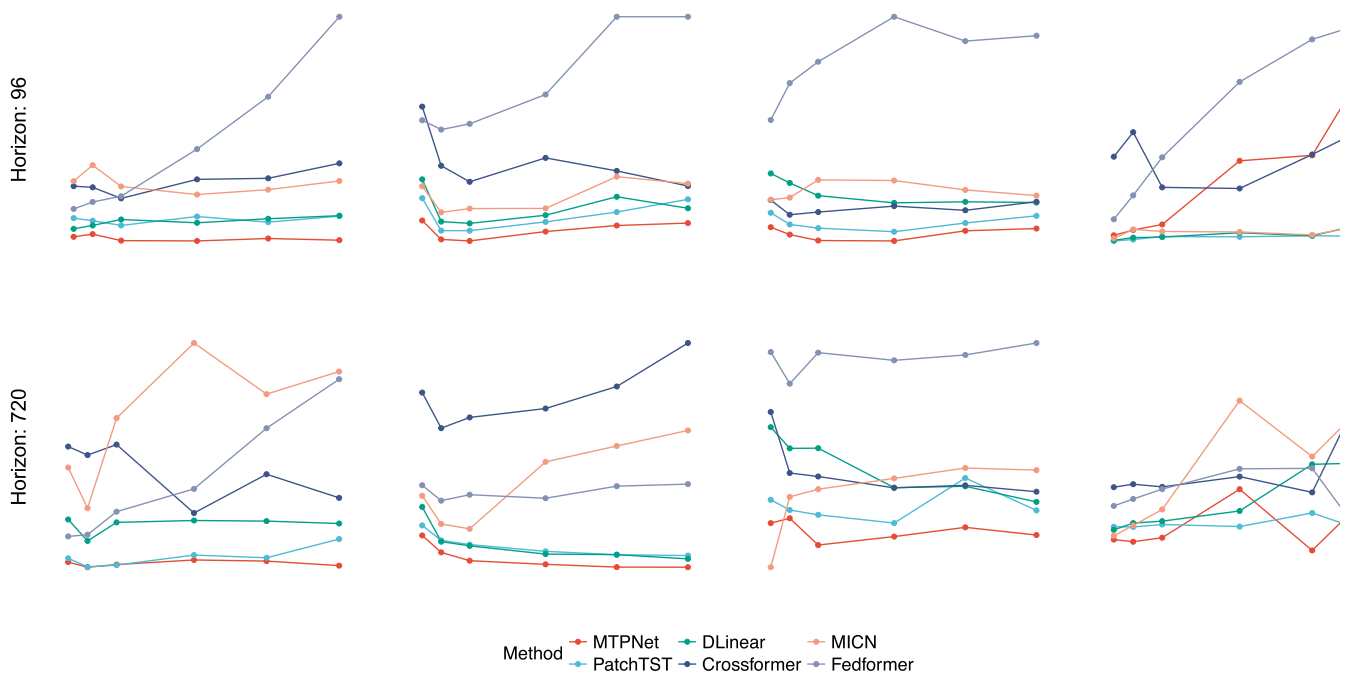 Horizon: 96
Horizon: 720
Method MTPNet DLinear MICN
PatchTST Crossformer Fedformer